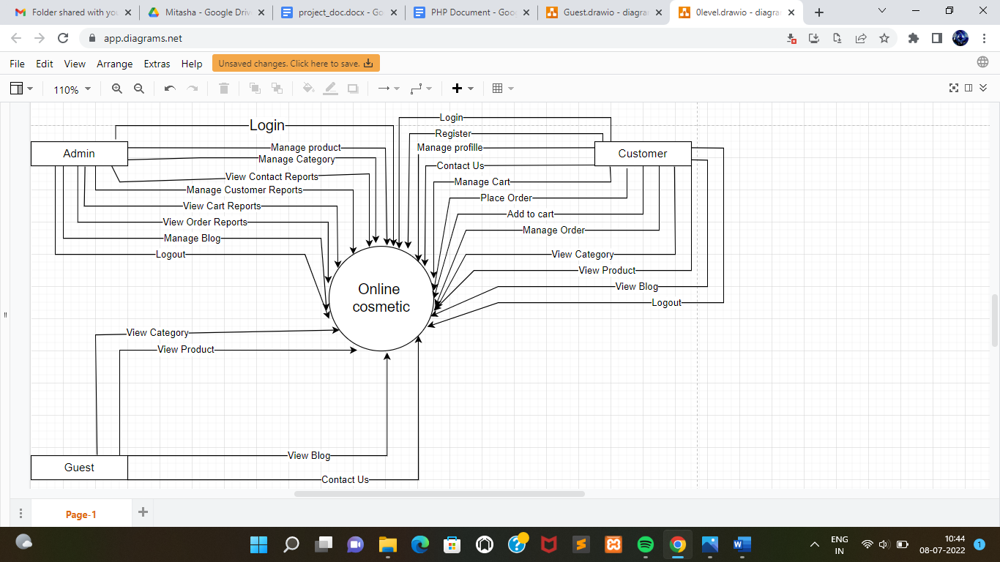 Folder shared with you
Mitasha - Google Driv
project_doc.docx - Go
PHP Document - Goo
Guest.drawio - diagra
0level.drawio - diagra
app.diagrams.net
File Edit View Arrange Extras Help
Unsaved changes. Click here to save.
110%
Login
Manage product
Admin
Manage Category
View Contact Reports
Manage Customer Reports
View Cart Reports
View Order Reports
Manage Blog
Logout
Login
Register
Manage profille
Customer
Contact Us
Manage Cart
Place Order
Add to cart
Manage Order
View Category
View Product
View Blog
Logout
Online
cosmetic
View Category
View Product
View Blog
Guest
Contact Us
Page-1
ENG
IN
10:44
08-07-2022
1